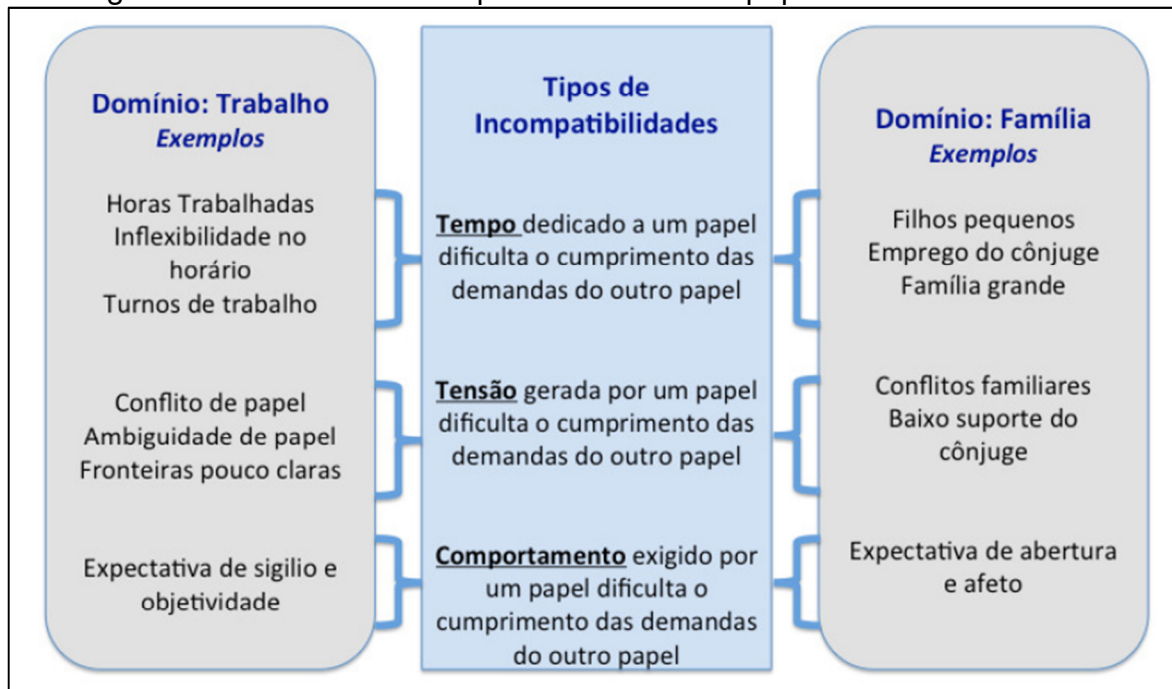 Domínio: Trabalho
Exemplos
Horas Trabalhadas
Inflexibilidade no
horário
Turnos de trabalho
Conflito de papel
Ambiguidade de papel
Fronteiras pouco claras
Expectativa de sigilio e
objetividade
Tipos de
Incompatibilidades
Tempo dedicado a um papel
dificulta o cumprimento das
demandas do outro papel
Tensão gerada por um papel
dificulta o cumprimento das
demandas do outro papel
Comportamento exigido por
um papel dificulta o
cumprimento das demandas
do outro papel
Domínio: Família
Exemplos
Filhos pequenos
Emprego do cônjuge
Família grande
Conflitos familiares
Baixo suporte do
cônjuge
Expectativa de abertura
e afeto